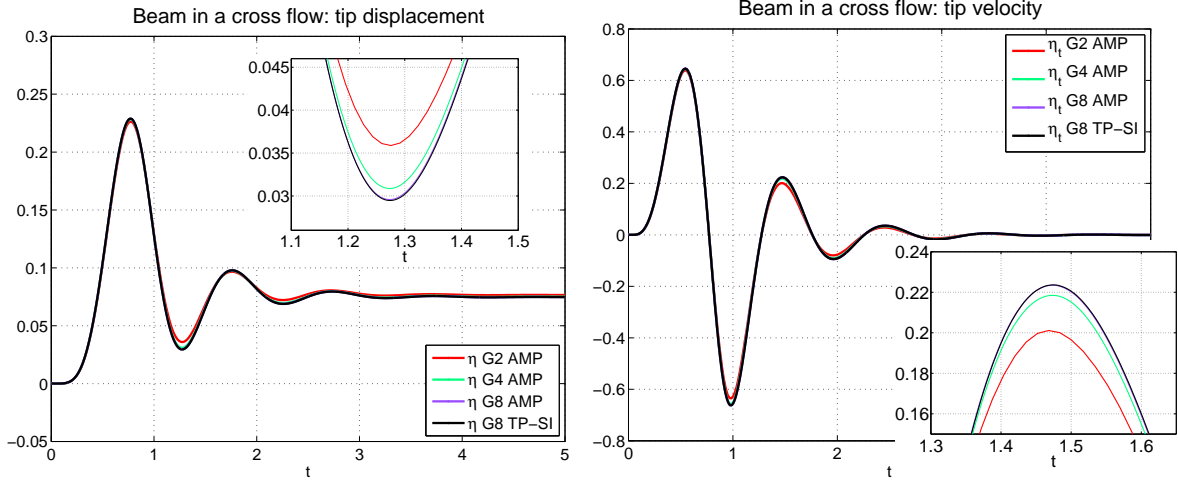 Beam in a cross flow: tip displacement
0.3
0.25
0.2
0.15
0.1
0.05
0
−0.05
0 1 2 3 4 5
t
0.045
0.04
0.035
0.03
1.1 1.2 1.3 1.4 1.5
t
η G2 AMP
η G4 AMP
η G8 AMP
η G8 TP−SI
Beam in a cross flow: tip velocity
0.8
0.6
0.4
0.2
0
−0.2
−0.4
−0.6
−0.8
0 1 2
t
ηt G2 AMP
ηt G4 AMP
ηt G8 AMP
ηt G8 TP−SI
0.24
0.22
0.2
0.18
0.16
1.3 1.4 1.5 1.6
t